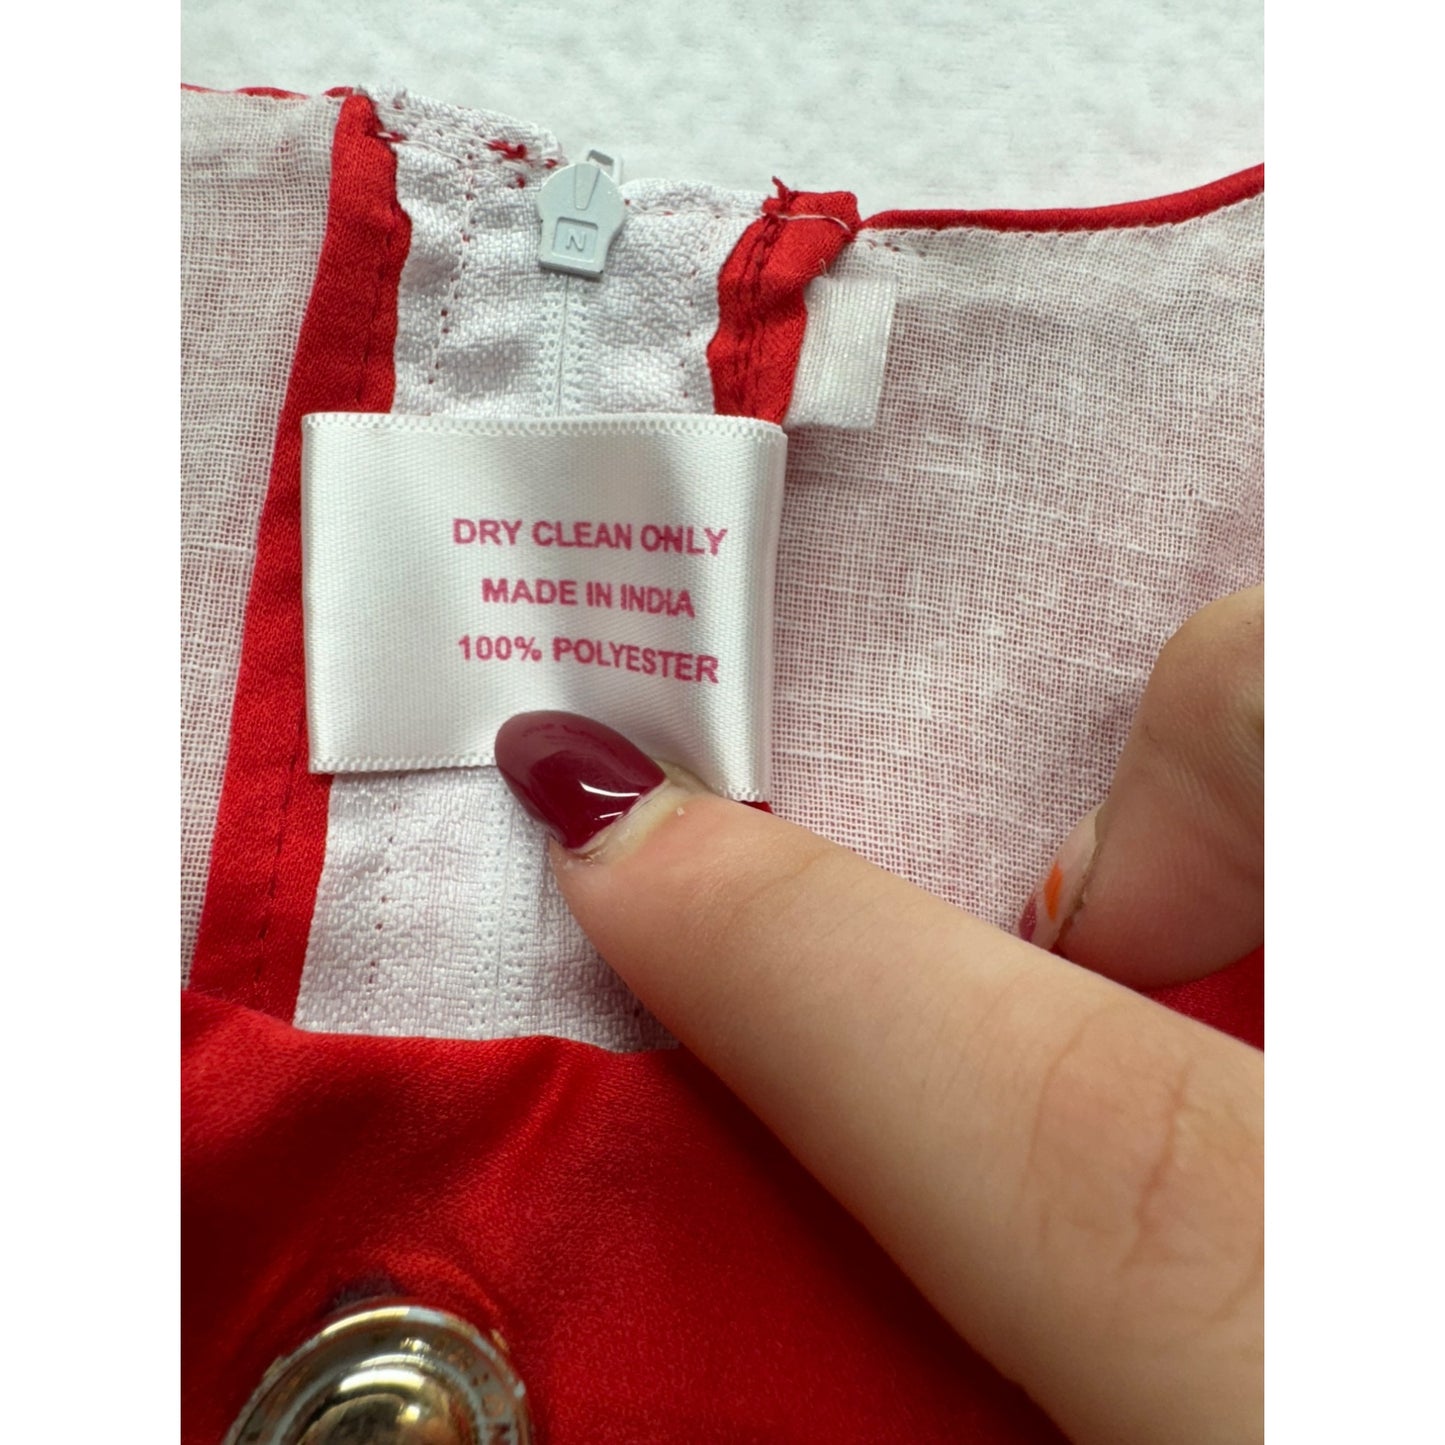 N
DRY CLEAN ONLY
MADE IN INDIA
100% POLYESTER